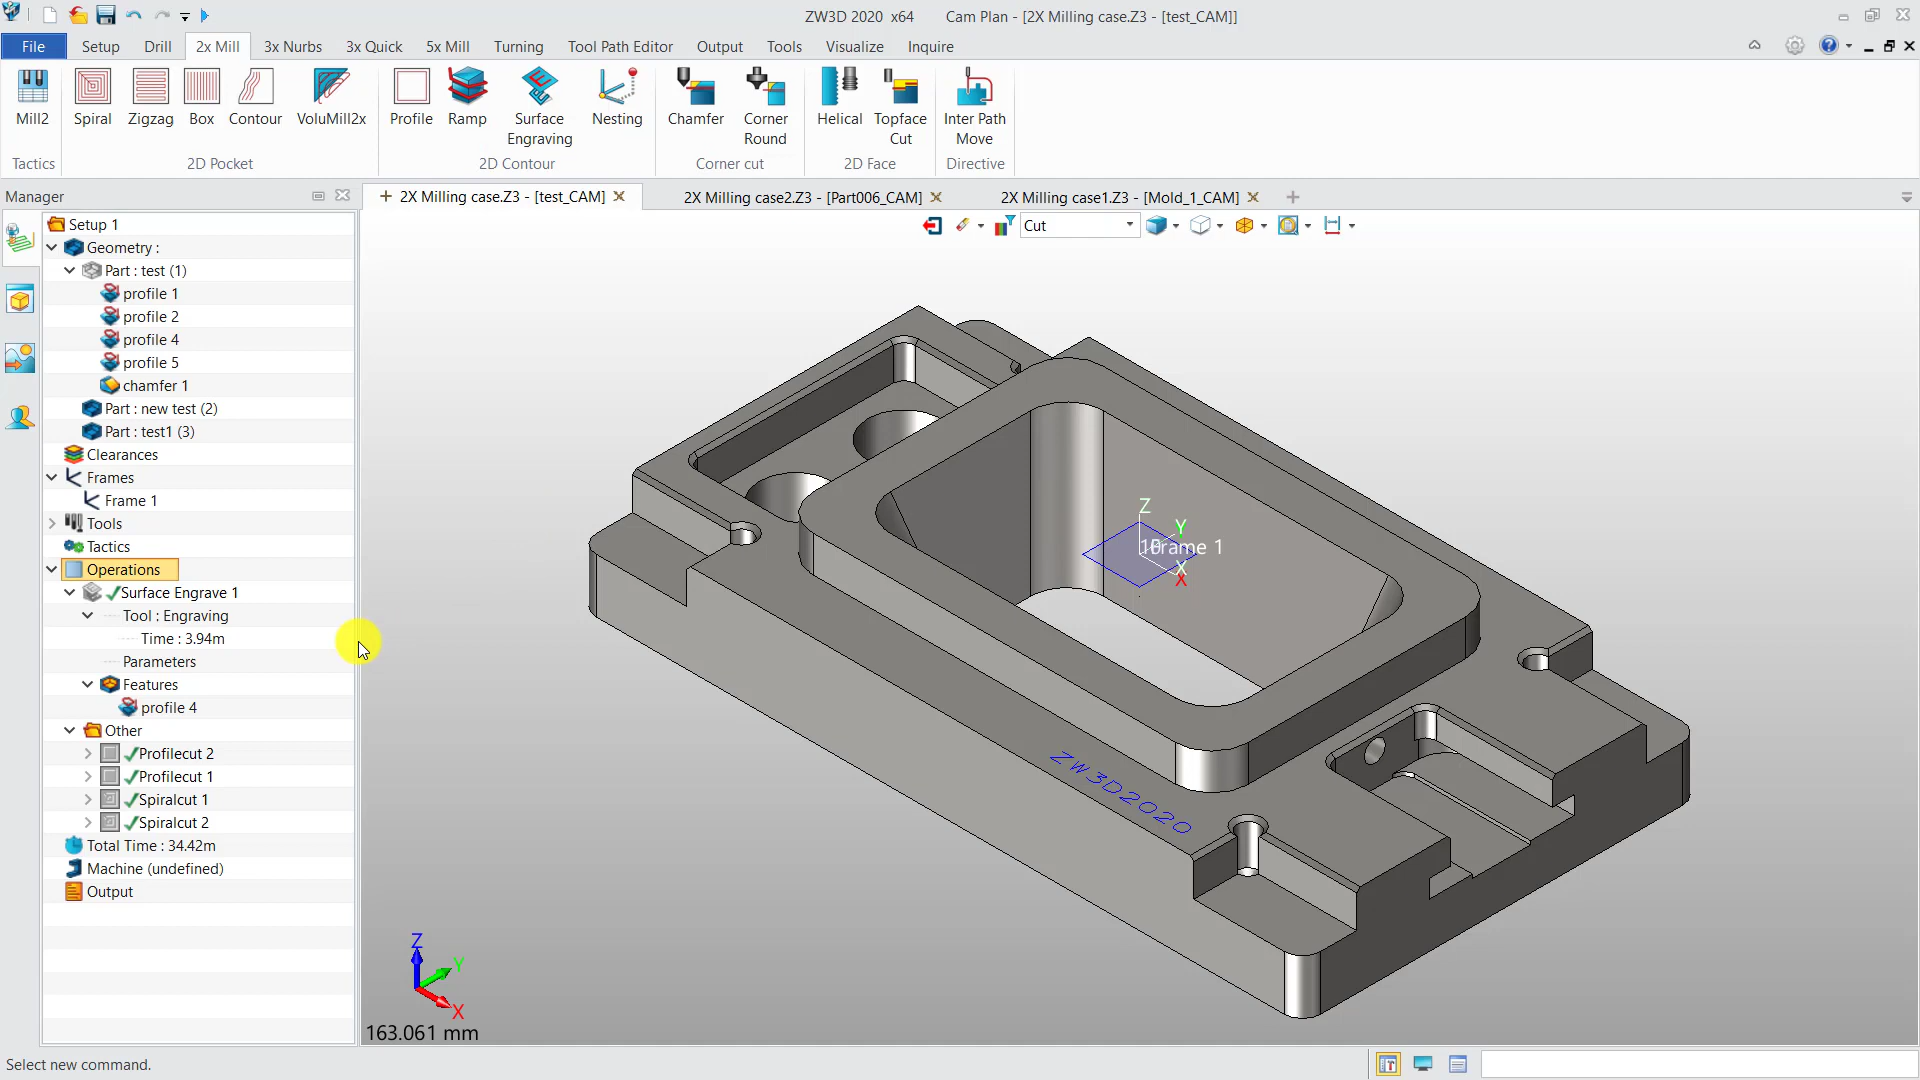 ZW3D 2020 x64 Cam Plan - [2X Milling case.Z3 - [test_CAM]]
File Setup Drill 2x Mill 3x Nurbs 3x Quick 5x Mill Turning Tool Path Editor Output Tools Visualize Inquire
Mill2 Spiral Zigzag Box Contour VoluMill2x Profile Ramp Surface Engraving Nesting Chamfer Corner Round Helical Topface Cut Inter Path Move
Tactics 2D Pocket 2D Contour Corner cut 2D Face Directive
Manager
2X Milling case.Z3 - [test_CAM] 2X Milling case2.Z3 - [Part006_CAM] 2X Milling case1.Z3 - [Mold_1_CAM]
Cut
Setup 1
Geometry :
Part : test (1)
profile 1
profile 2
profile 4
profile 5
chamfer 1
Part : new test (2)
Part : test1 (3)
Clearances
Frames
Frame 1
Tools
Tactics
Operations
Surface Engrave 1
Tool : Engraving
Time : 3.94m
Parameters
Features
profile 4
Other
Profilecut 2
Profilecut 1
Spiralcut 1
Spiralcut 2
Total Time : 34.42m
Machine (undefined)
Output
Z
Y
Frame 1
X
X
ZW3D2020
Z
Y
X
163.061 mm
Select new command.